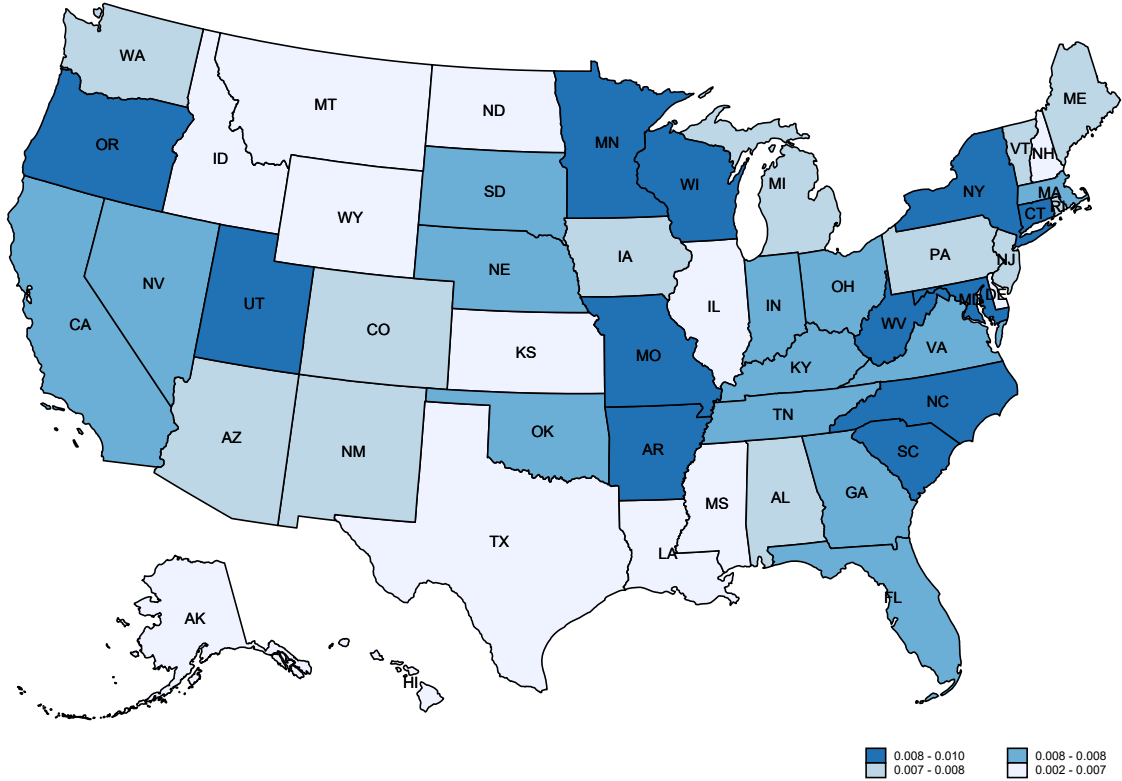 WA
ME
MT
ND
OR
MN
VT
NH
ID
WI
MI
NY
SD
MA
WY
CT
RI
IA
PA
NE
NJ
NV
UT
IN
OH
MD
DE
IL
CA
CO
WV
KS
MO
VA
KY
NC
TN
AZ
OK
NM
AR
SC
GA
AL
MS
TX
LA
FL
AK
HI
0.008 - 0.010
0.008 - 0.008
0.007 - 0.008
0.002 - 0.007